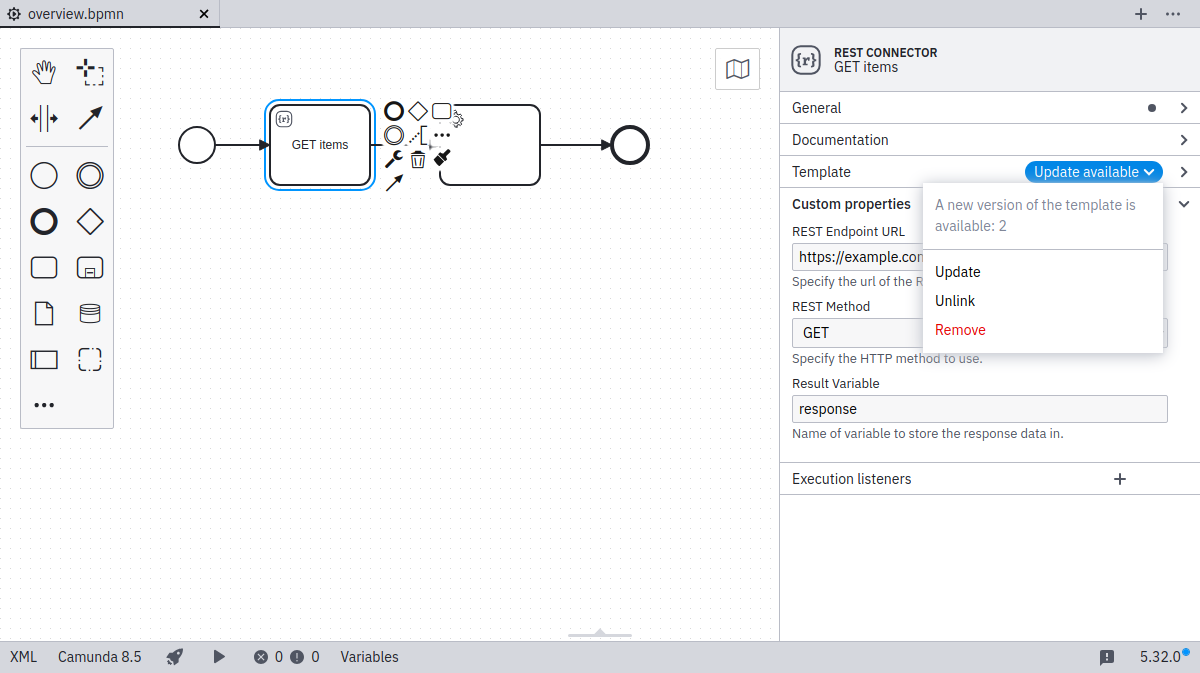 overview.bpmn
GET items
REST CONNECTOR
GET items
General
Documentation
Template
Update available
A new version of the template is
available: 2
Update
Unlink
Remove
Custom properties
REST Endpoint URL
https://example.com
Specify the url of the R
REST Method
GET
Specify the HTTP method to use.
Result Variable
response
Name of variable to store the response data in.
Execution listeners
XML
Camunda 8.5
0
0
Variables
5.32.0